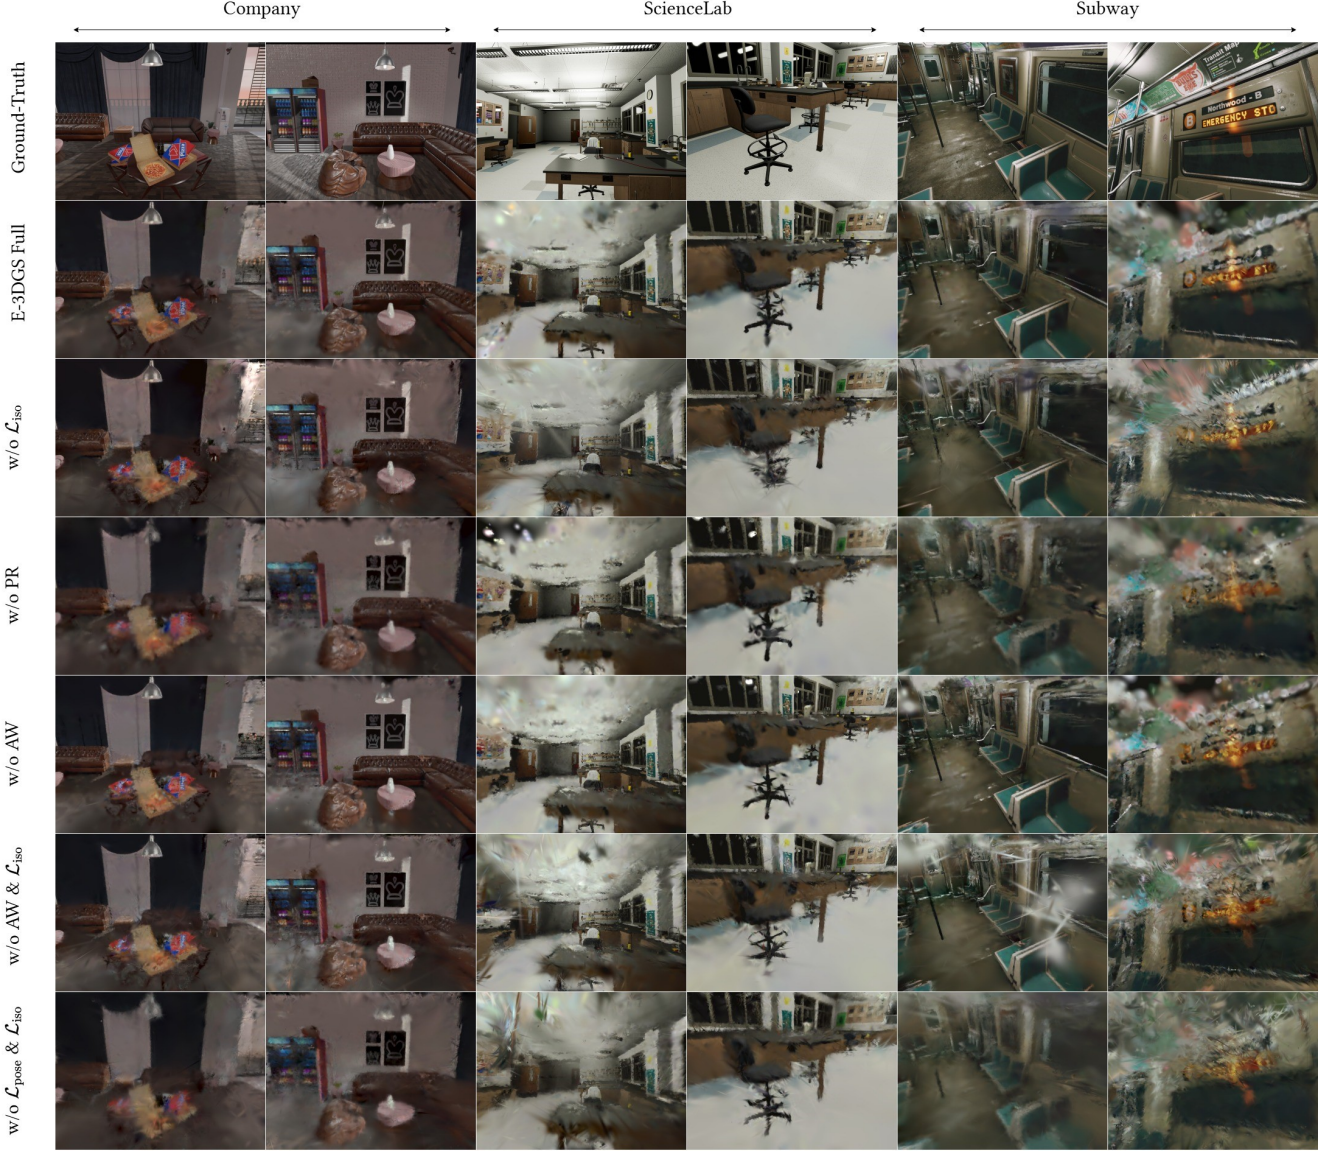 Company ScienceLab Subway
Ground-Truth
Transit Map
Northwood - B
8 EMERGENCY STO
E-3DGS Full
w/o 𝓛iso
w/o PR
w/o AW
w/o AW & 𝓛iso
w/o 𝓛pose & 𝓛iso